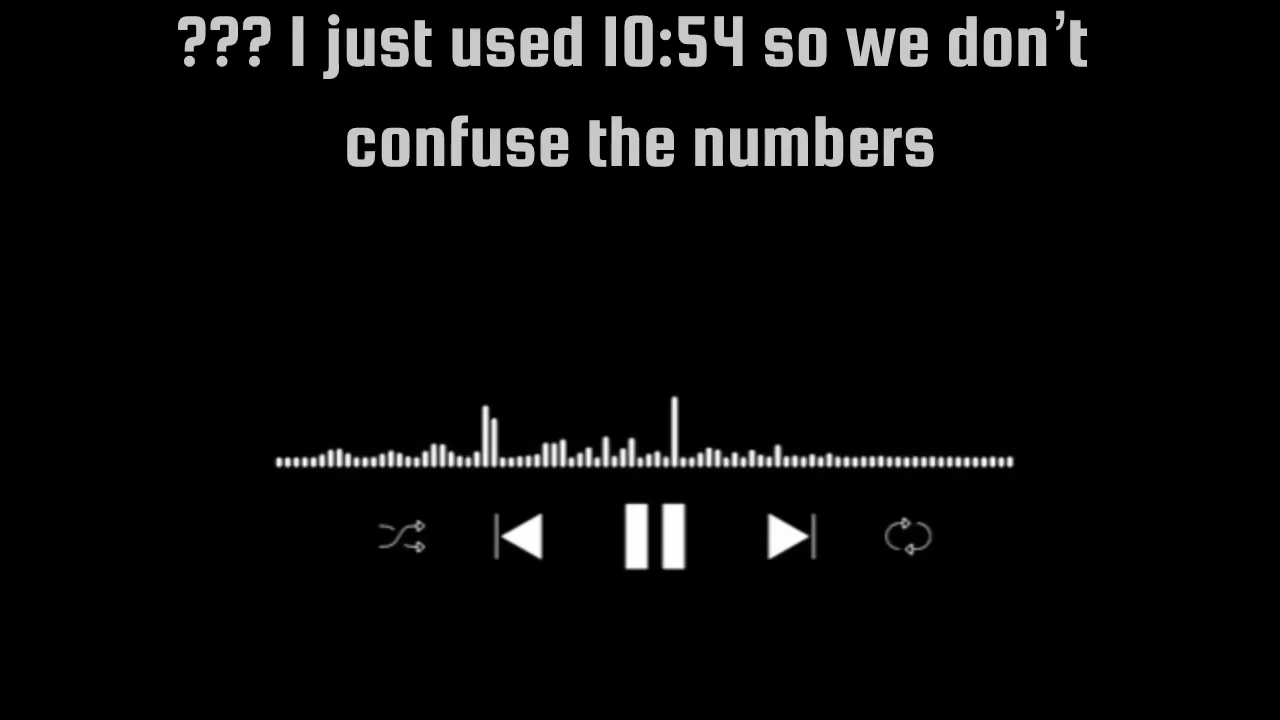 ??? I just used 10:54 so we don’t
confuse the numbers